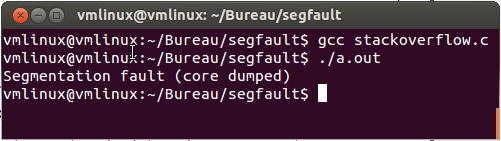 vmlinux@vmlinux: ~/Bureau/segfault
vmlinux@vmlinux:~/Bureau/segfault$ gcc stackoverflow.c
vmlinux@vmlinux:~/Bureau/segfault$ ./a.out
Segmentation fault (core dumped)
vmlinux@vmlinux:~/Bureau/segfault$